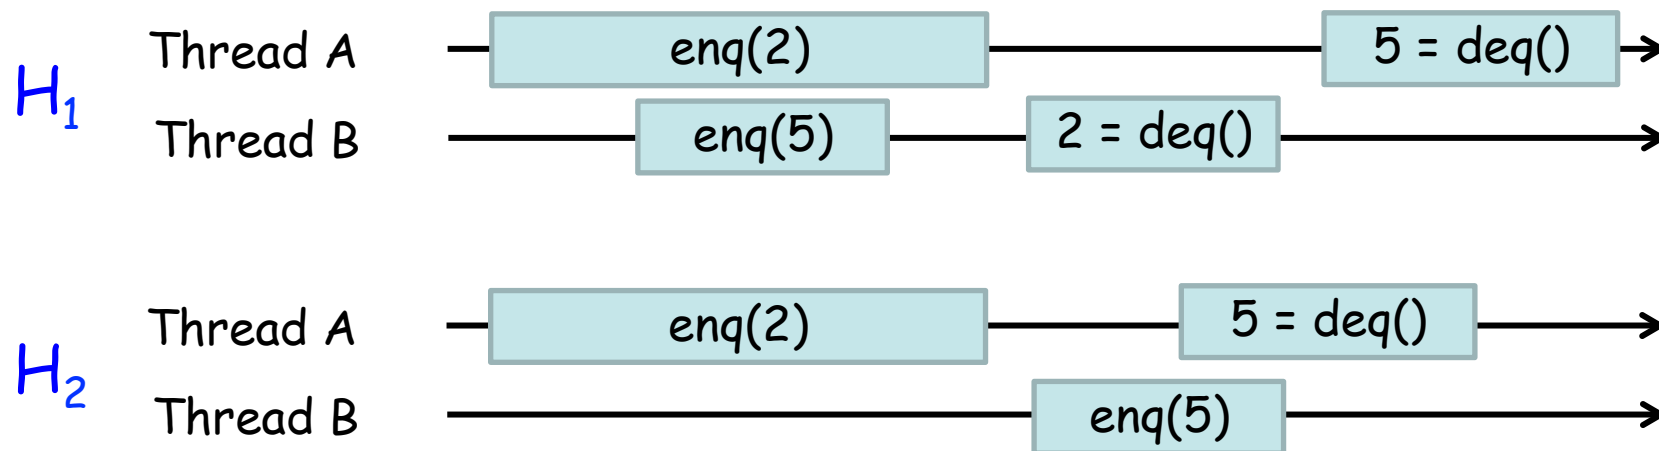 H1
Thread A enq(2) 5 = deq()
Thread B enq(5) 2 = deq()
H2
Thread A enq(2) 5 = deq()
Thread B enq(5)